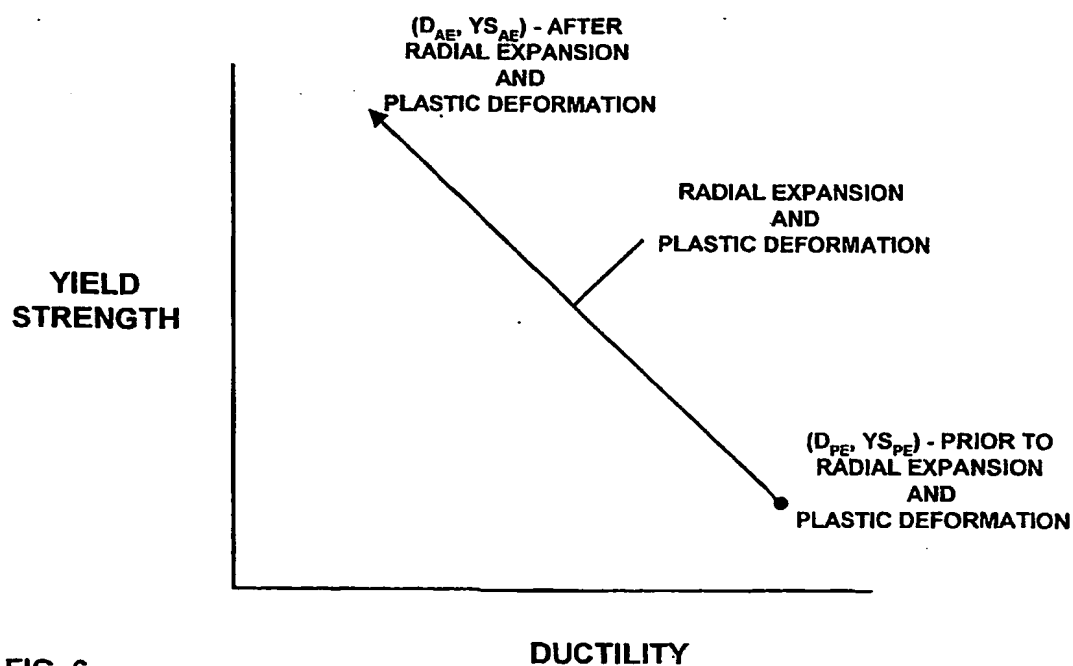 (D_AE, YS_AE) - AFTER
RADIAL EXPANSION
AND
PLASTIC DEFORMATION
RADIAL EXPANSION
AND
PLASTIC DEFORMATION
YIELD
STRENGTH
(D_PE, YS_PE) - PRIOR TO
RADIAL EXPANSION
AND
PLASTIC DEFORMATION
DUCTILITY